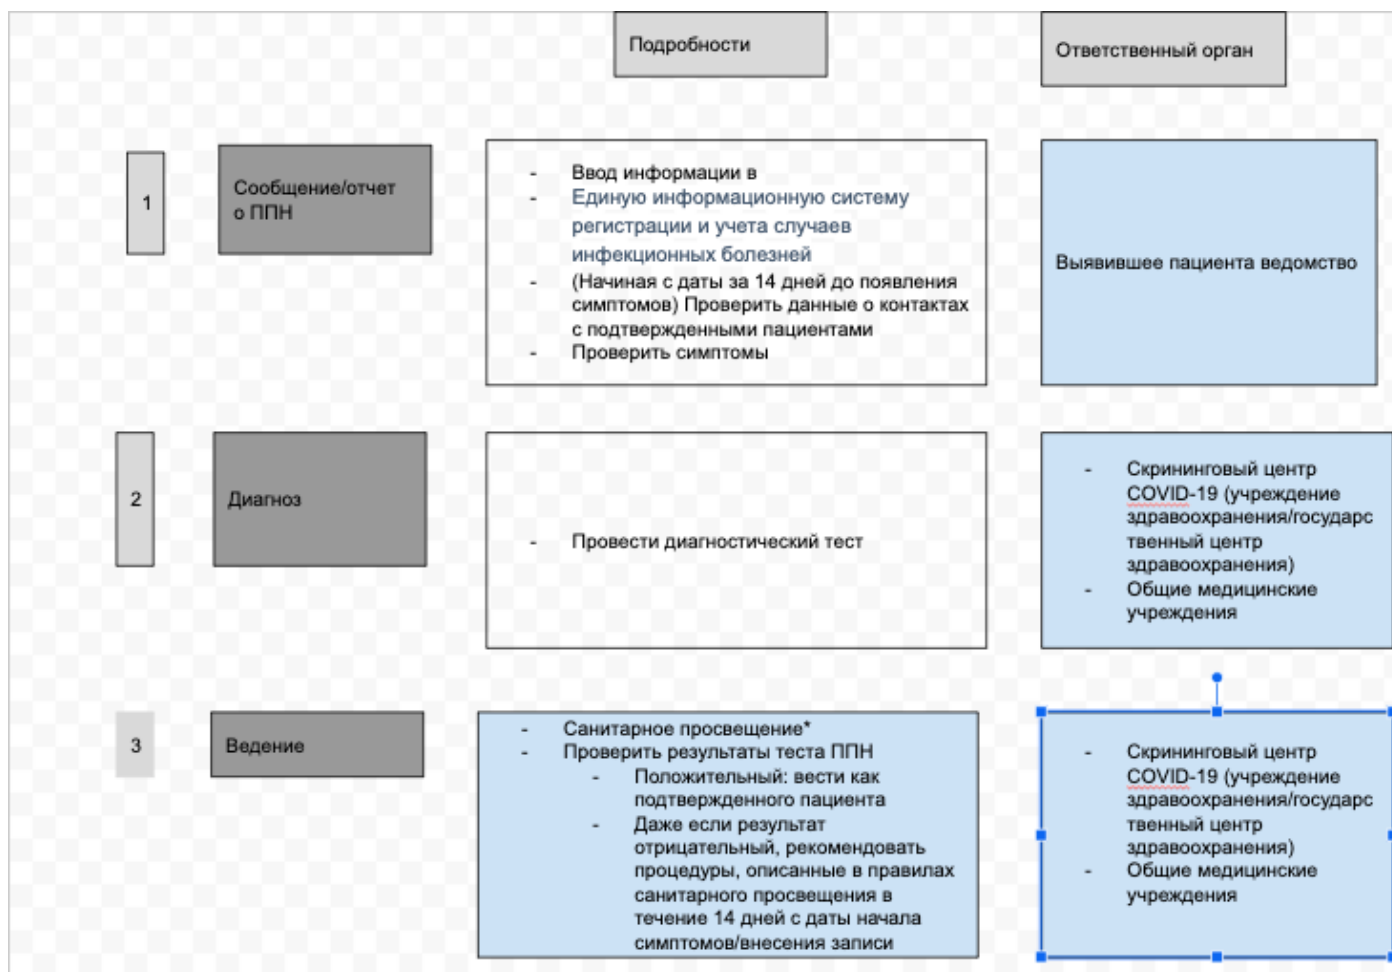 Подробности
Ответственный орган
1
Сообщение/отчет
о ППН
- Ввод информации в
- Единую информационную систему
регистрации и учета случаев
инфекционных болезней
- (Начиная с даты за 14 дней до появления
симптомов) Проверить данные о контактах
с подтвержденными пациентами
- Проверить симптомы
Выявившее пациента ведомство
2
Диагноз
- Провести диагностический тест
- Скрининговый центр
COVID-19 (учреждение
здравоохранения/государс
твенный центр
здравоохранения)
- Общие медицинские
учреждения
3
Ведение
- Санитарное просвещение*
- Проверить результаты теста ППН
- Положительный: вести как
подтвержденного пациента
- Даже если результат
отрицательный, рекомендовать
процедуры, описанные в правилах
санитарного просвещения в
течение 14 дней с даты начала
симптомов/внесения записи
- Скрининговый центр
COVID-19 (учреждение
здравоохранения/государс
твенный центр
здравоохранения)
- Общие медицинские
учреждения